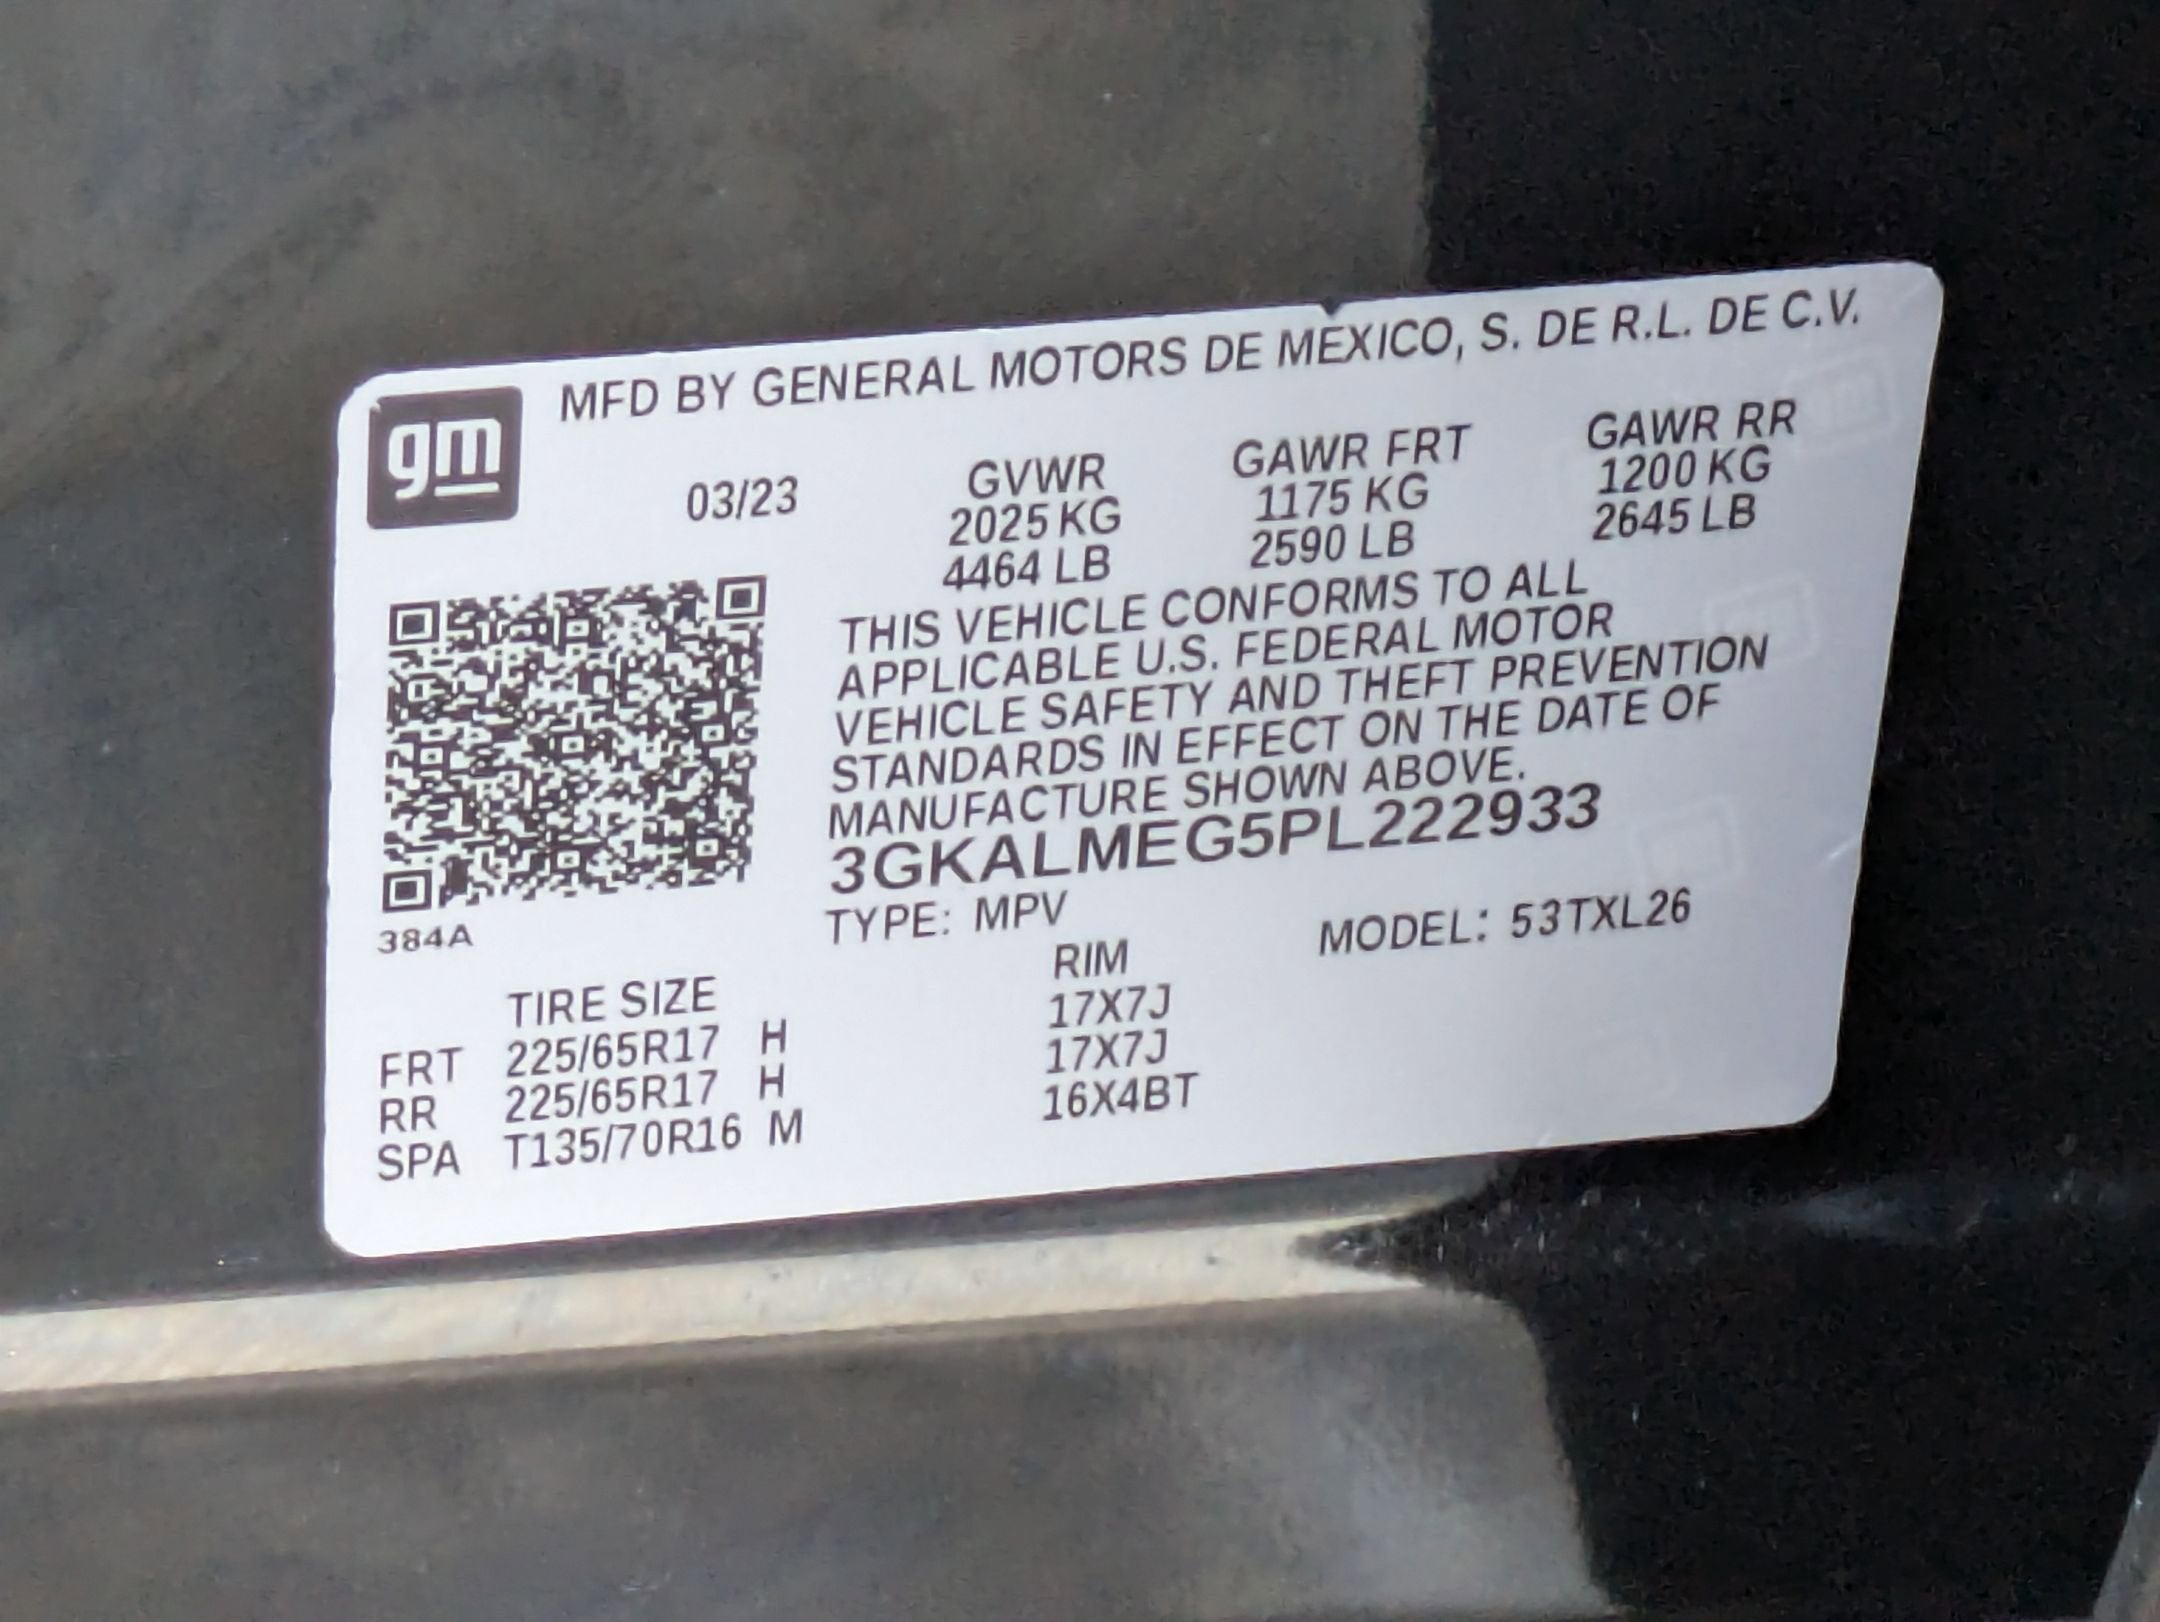 MFD BY GENERAL MOTORS DE MEXICO, S. DE R.L. DE C.V.
gm
03/23 GVWR GAWR FRT GAWR RR
2025 KG 1175 KG 1200 KG
4464 LB 2590 LB 2645 LB
THIS VEHICLE CONFORMS TO ALL
APPLICABLE U.S. FEDERAL MOTOR
VEHICLE SAFETY AND THEFT PREVENTION
STANDARDS IN EFFECT ON THE DATE OF
MANUFACTURE SHOWN ABOVE.
3GKALMEG5PL222933
384A
TYPE: MPV MODEL: 53TXL26
TIRE SIZE RIM
FRT 225/65R17 H 17X7J
RR 225/65R17 H 17X7J
SPA T135/70R16 M 16X4BT